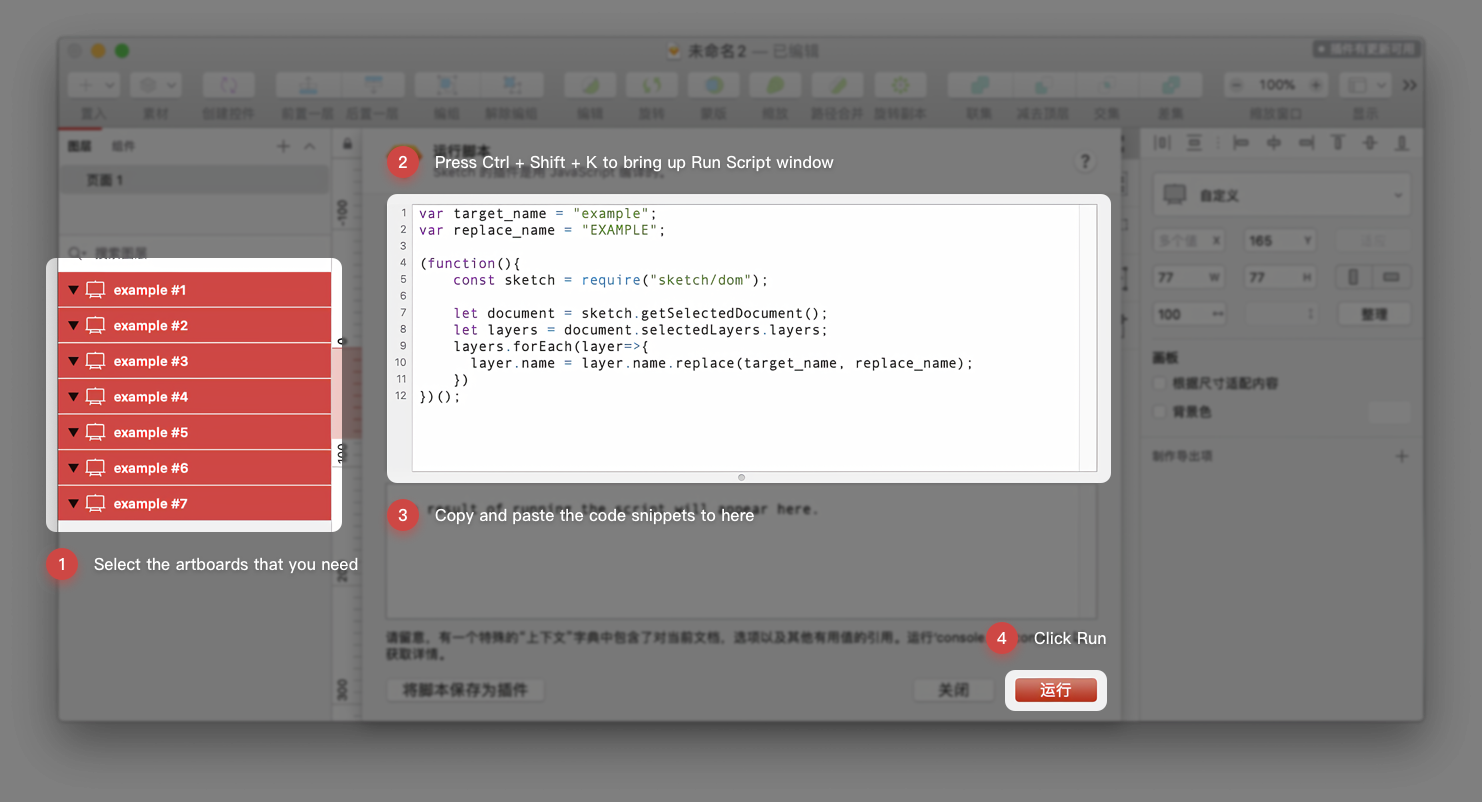 未命名 2 — 已编辑
插件有更新可用
100%
置入 素材 创建控件 前置一层 后置一层 编组 解除编组 编辑 旋转 蒙版 缩放 路径合并 旋转副本 联集 减去顶层 交集 差集 缩放窗口 显示
图层 组件
页面 1
搜索图层
example #1
example #2
example #3
example #4
example #5
example #6
example #7
1 Select the artboards that you need
-100
0
100
300
运行脚本
2 Press Ctrl + Shift + K to bring up Run Script window
Sketch 的插件是用 JavaScript 编译的。
?
1 var target_name = "example";
2 var replace_name = "EXAMPLE";
3
4 (function(){
5 const sketch = require("sketch/dom");
6
7 let document = sketch.getSelectedDocument();
8 let layers = document.selectedLayers.layers;
9 layers.forEach(layer=>{
10 layer.name = layer.name.replace(target_name, replace_name);
11 })
12 })();
result of running the script will appear here.
3 Copy and paste the code snippets to here
请留意，有一个特殊的“上下文”字典中包含了对当前文档，选项以及其他有用值的引用。运行'console
获取详情。
4 Click Run
将脚本保存为插件
关闭
运行
自定义
多个值 X 165 Y
77 W 77 H
100
整理
画板
根据尺寸适配内容
背景色
制作导出项